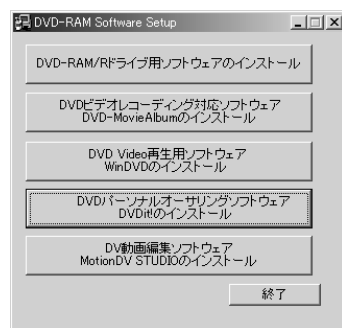 DVD-RAM Software Setup
DVD-RAM/Rドライブ用ソフトウェアのインストール
DVDビデオレコーディング対応ソフトウェア
DVD-MovieAlbumのインストール
DVD Video再生用ソフトウェア
WinDVDのインストール
DVDパーソナルオーサリングソフトウェア
DVDit!のインストール
DV動画編集ソフトウェア
MotionDV STUDIOのインストール
終了